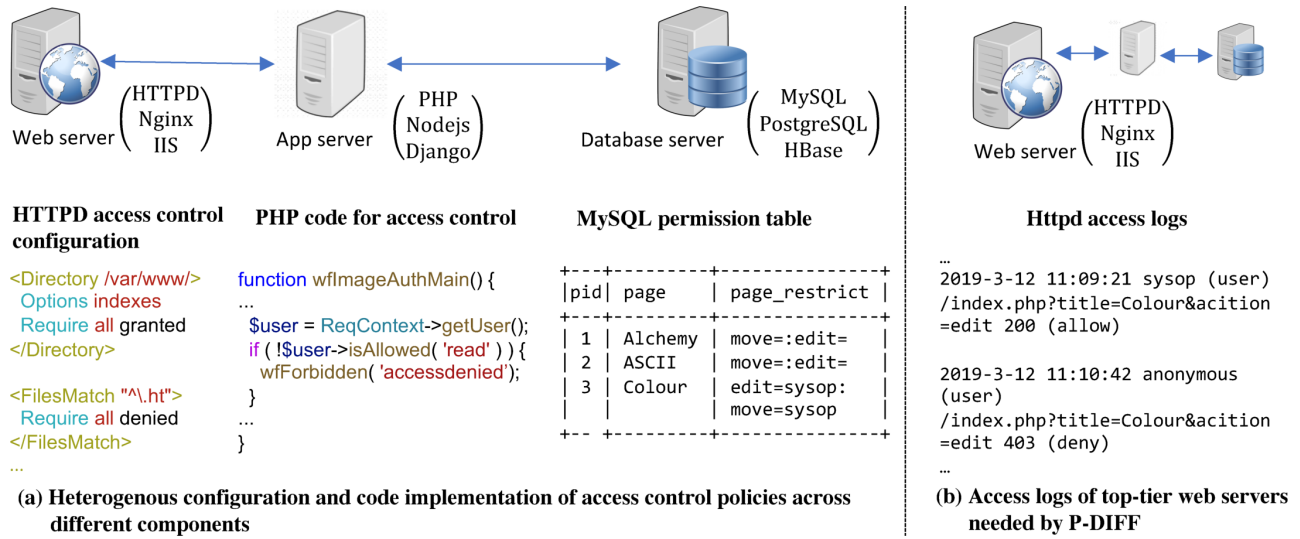 Web server
HTTPD
Nginx
IIS
App server
PHP
Nodejs
Django
Database server
MySQL
PostgreSQL
HBase
HTTPD access control
configuration
<Directory /var/www/>
Options indexes
Require all granted
</Directory>
<FilesMatch "^\.ht">
Require all denied
</FilesMatch>
...
PHP code for access control
function wfImageAuthMain() {
...
$user = ReqContext->getUser();
if ( !$user->isAllowed( 'read' ) ) {
wfForbidden( 'accessdenied');
}
...
}
MySQL permission table
+---+---------+---------------+
|pid| page | page_restrict |
+---+---------+---------------+
| 1 | Alchemy | move=:edit= |
| 2 | ASCII | move=:edit= |
| 3 | Colour | edit=sysop: |
| | | move=sysop |
+-- +---------+---------------+
(a) Heterogenous configuration and code implementation of access control policies across
different components
Web server
HTTPD
Nginx
IIS
Httpd access logs
…
2019-3-12 11:09:21 sysop (user)
/index.php?title=Colour&acition
=edit 200 (allow)
2019-3-12 11:10:42 anonymous
(user)
/index.php?title=Colour&acition
=edit 403 (deny)
…
(b) Access logs of top-tier web servers
needed by P-DIFF